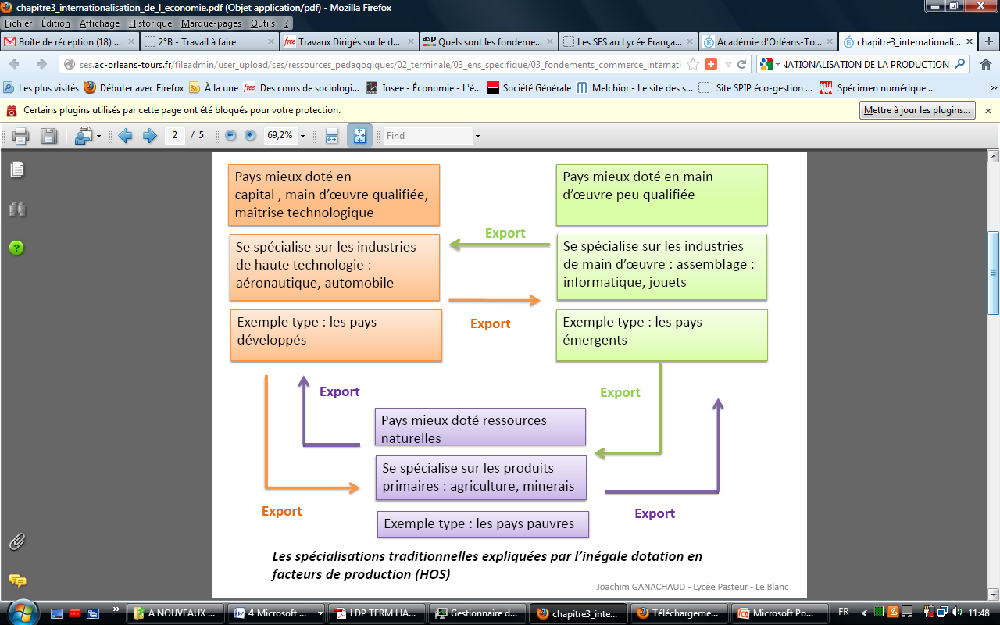 chapitre3_internationalisation_de_l_economie.pdf (Objet application/pdf) - Mozilla Firefox
Fichier Édition Affichage Historique Marque-pages Outils ?
Boîte de réception (18) ... 2°B - Travail à faire Travaux Dirigés sur le d... Quels sont les fondeme... Les SES au Lycée França... Académie d'Orléans-To... chapitre3_internationali...
ses.ac-orleans-tours.fr/fileadmin/user_upload/ses/ressources_pedagogiques/02_terminale/03_ens_specifique/03_fondements_commerce_internati NATIONALISATION DE LA PRODUCTION
Les plus visités Débuter avec Firefox À la une free Des cours de sociologi... Insee - Économie - L'é... Société Générale Melchior - Le site des s... Site SPIP éco-gestion ... Spécimen numérique ... »
Certains plugins utilisés par cette page ont été bloqués pour votre protection. Mettre à jour les plugins...
2 / 5 69,2% Find
Pays mieux doté en
capital , main d'œuvre qualifiée,
maîtrise technologique
Pays mieux doté en main
d'œuvre peu qualifiée
Export
Se spécialise sur les industries
de haute technologie :
aéronautique, automobile
Se spécialise sur les industries
de main d'œuvre : assemblage :
informatique, jouets
Export
Exemple type : les pays
développés
Exemple type : les pays
émergents
Export
Export
Pays mieux doté ressources
naturelles
Se spécialise sur les produits
primaires : agriculture, minerais
Export
Export
Exemple type : les pays pauvres
Les spécialisations traditionnelles expliquées par l'inégale dotation en
facteurs de production (HOS)
Joachim GANACHAUD - Lycée Pasteur - Le Blanc
» A NOUVEAUX ... 4 Microsoft ... LDP TERM HA... Gestionnaire d... chapitre3_inte... Téléchargeme... Microsoft Po... FR 11:48